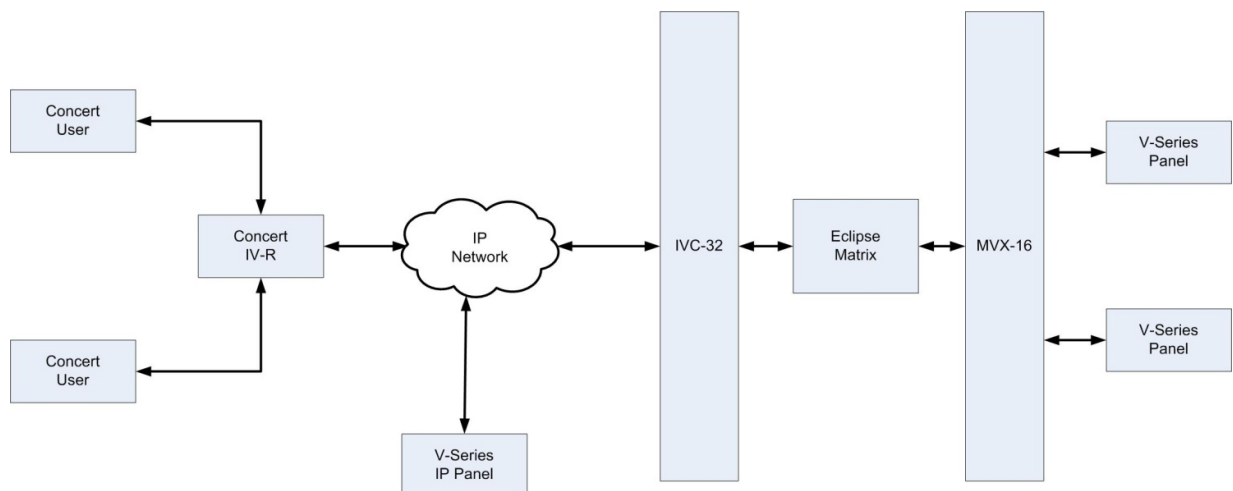 Concert
User
Concert
IV-R
Concert
User
IP
Network
V-Series
IP Panel
IVC-32
Eclipse
Matrix
MVX-16
V-Series
Panel
V-Series
Panel